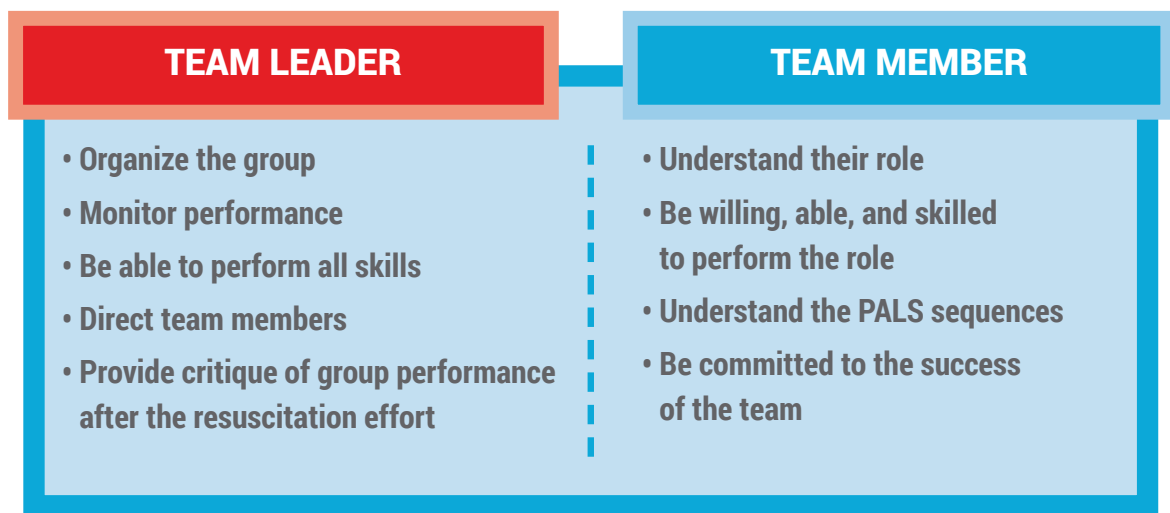 TEAM LEADER
• Organize the group
• Monitor performance
• Be able to perform all skills
• Direct team members
• Provide critique of group performance
after the resuscitation effort
TEAM MEMBER
• Understand their role
• Be willing, able, and skilled
to perform the role
• Understand the PALS sequences
• Be committed to the success
of the team